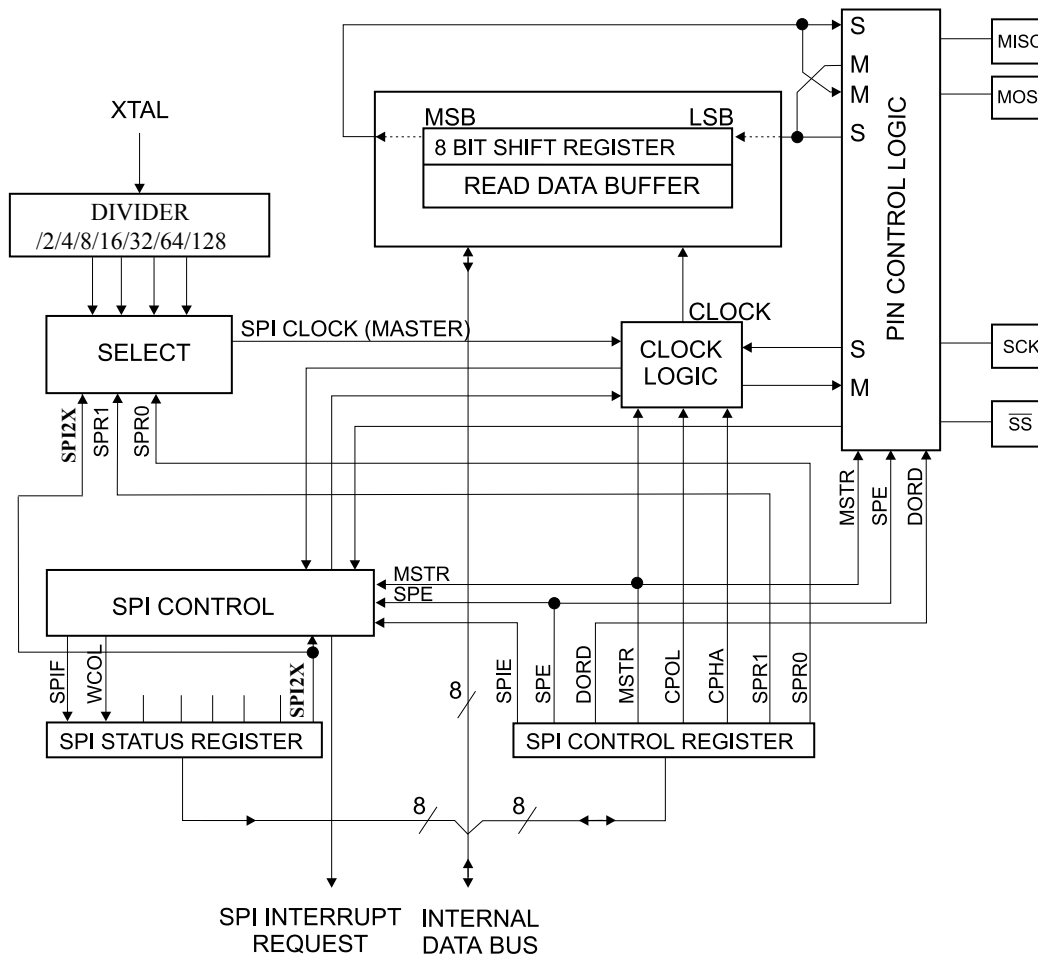 S
MISO
M
MOSI
XTAL
M
MSB
LSB
S
8 BIT SHIFT REGISTER
READ DATA BUFFER
PIN CONTROL LOGIC
DIVIDER
/2/4/8/16/32/64/128
SPI CLOCK (MASTER)
CLOCK
SELECT
CLOCK
LOGIC
S
SCK
M
SS
SPI2X
SPR1
SPR0
MSTR
SPE
DORD
SPI CONTROL
MSTR
SPE
SPIF
WCOL
SPI2X
SPIE
SPE
DORD
MSTR
CPOL
CPHA
SPR1
SPR0
8
SPI STATUS REGISTER
SPI CONTROL REGISTER
8
8
SPI INTERRUPT
REQUEST
INTERNAL
DATA BUS